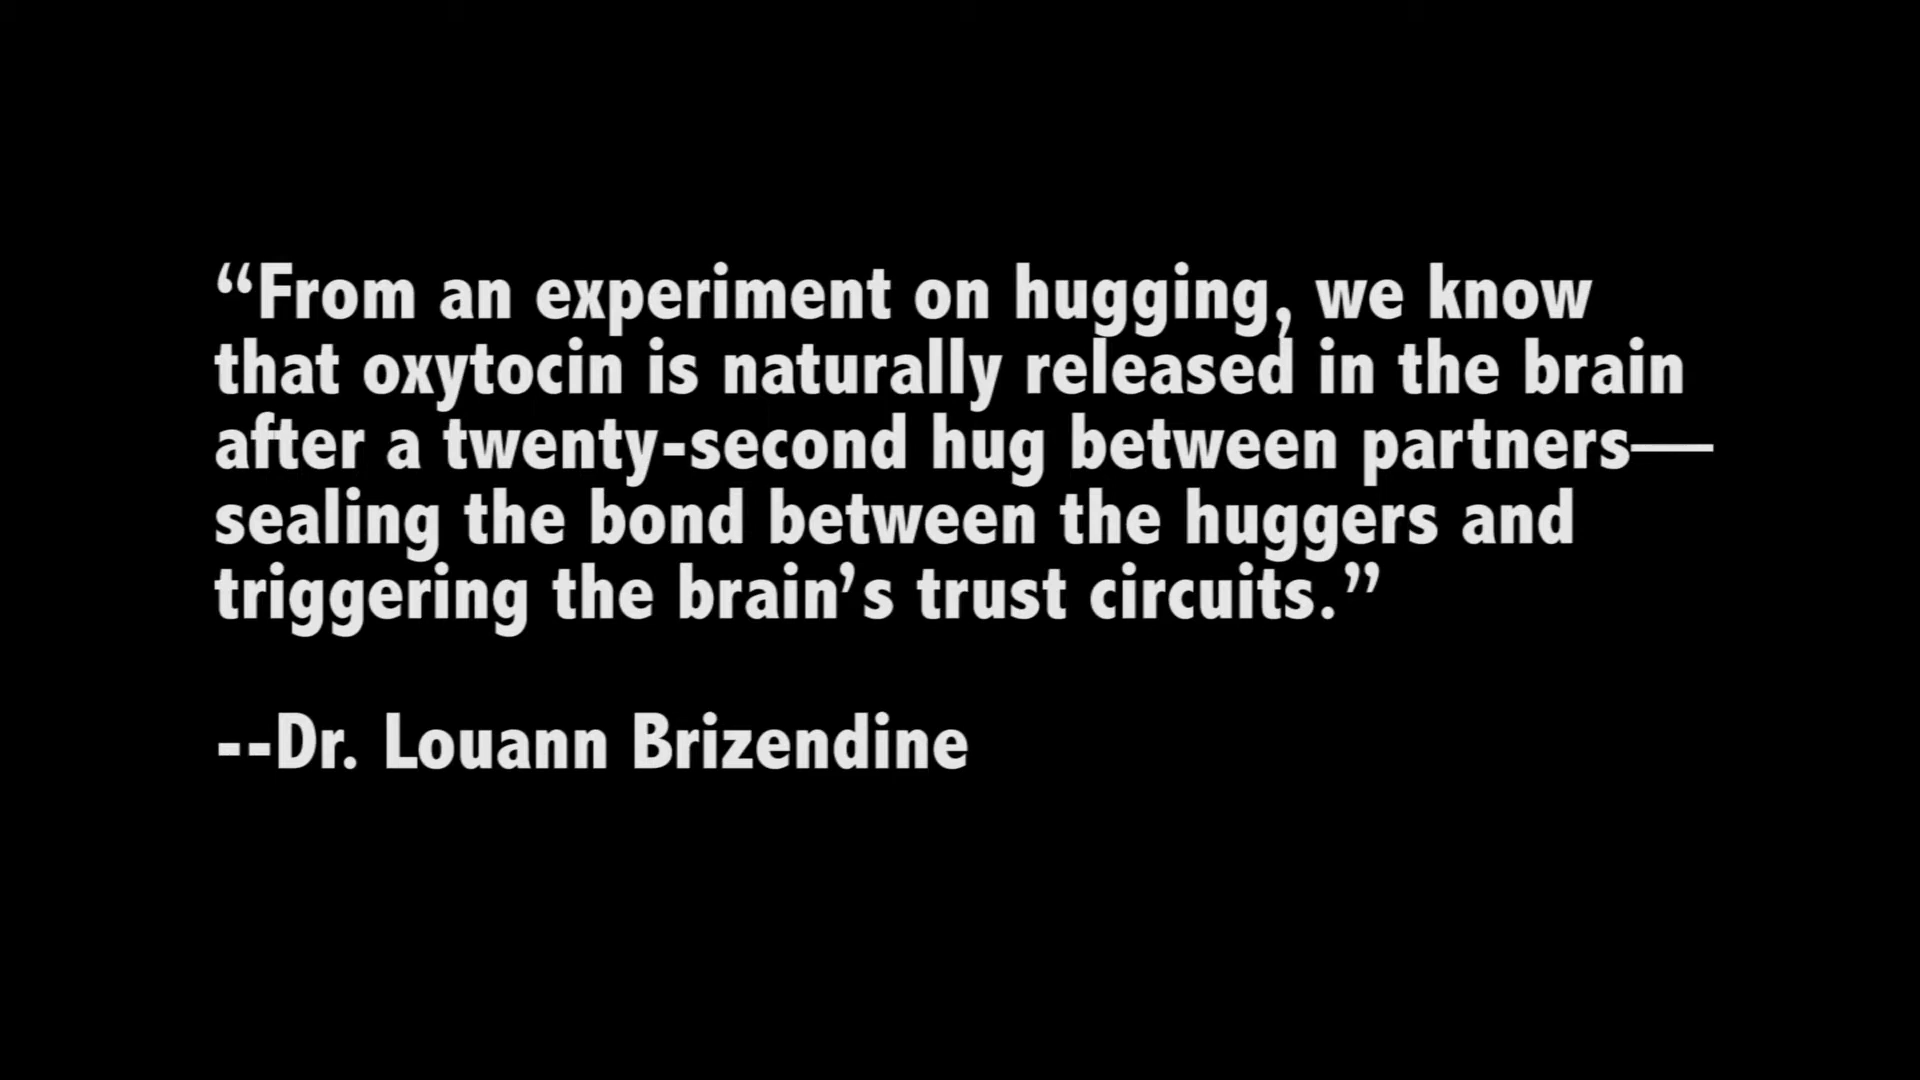 “From an experiment on hugging, we know
that oxytocin is naturally released in the brain
after a twenty-second hug between partners—
sealing the bond between the huggers and
triggering the brain’s trust circuits.”
--Dr. Louann Brizendine